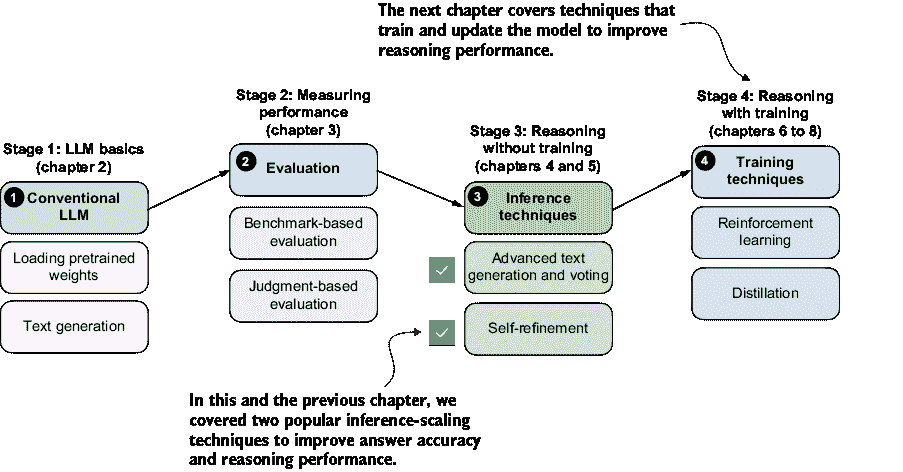 The next chapter covers techniques that
train and update the model to improve
reasoning performance.
Stage 1: LLM basics
(chapter 2)
1
Conventional
LLM
Loading pretrained
weights
Text generation
Stage 2: Measuring
performance
(chapter 3)
2
Evaluation
Benchmark-based
evaluation
Judgment-based
evaluation
Stage 3: Reasoning
without training
(chapters 4 and 5)
3
Inference
techniques
Advanced text
generation and voting
Self-refinement
Stage 4: Reasoning
with training
(chapters 6 to 8)
4
Training
techniques
Reinforcement
learning
Distillation
In this and the previous chapter, we
covered two popular inference-scaling
techniques to improve answer accuracy
and reasoning performance.